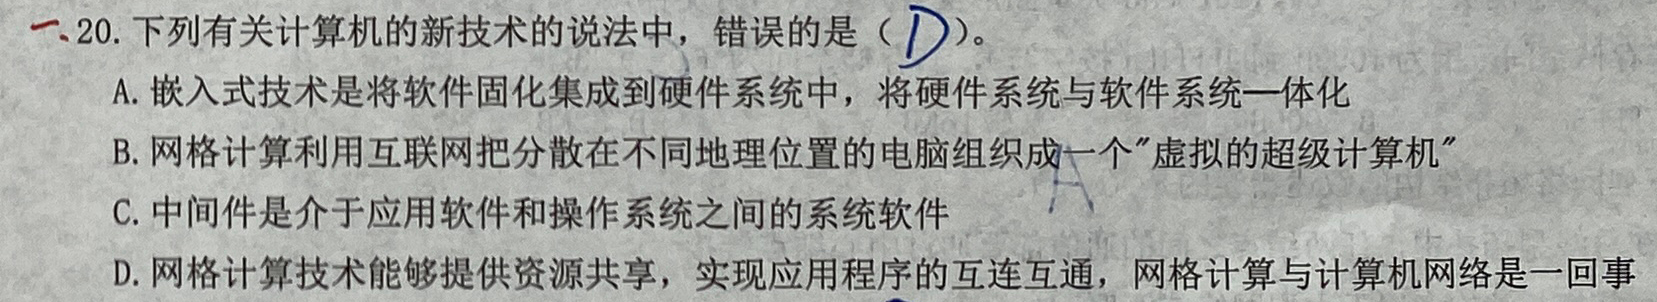 一、20. 下列有关计算机的新技术的说法中，错误的是（D）。
A. 嵌入式技术是将软件固化集成到硬件系统中，将硬件系统与软件系统一体化
B. 网格计算利用互联网把分散在不同地理位置的电脑组织成一个"虚拟的超级计算机"
A
C. 中间件是介于应用软件和操作系统之间的系统软件
D. 网格计算技术能够提供资源共享，实现应用程序的互连互通，网格计算与计算机网络是一回事